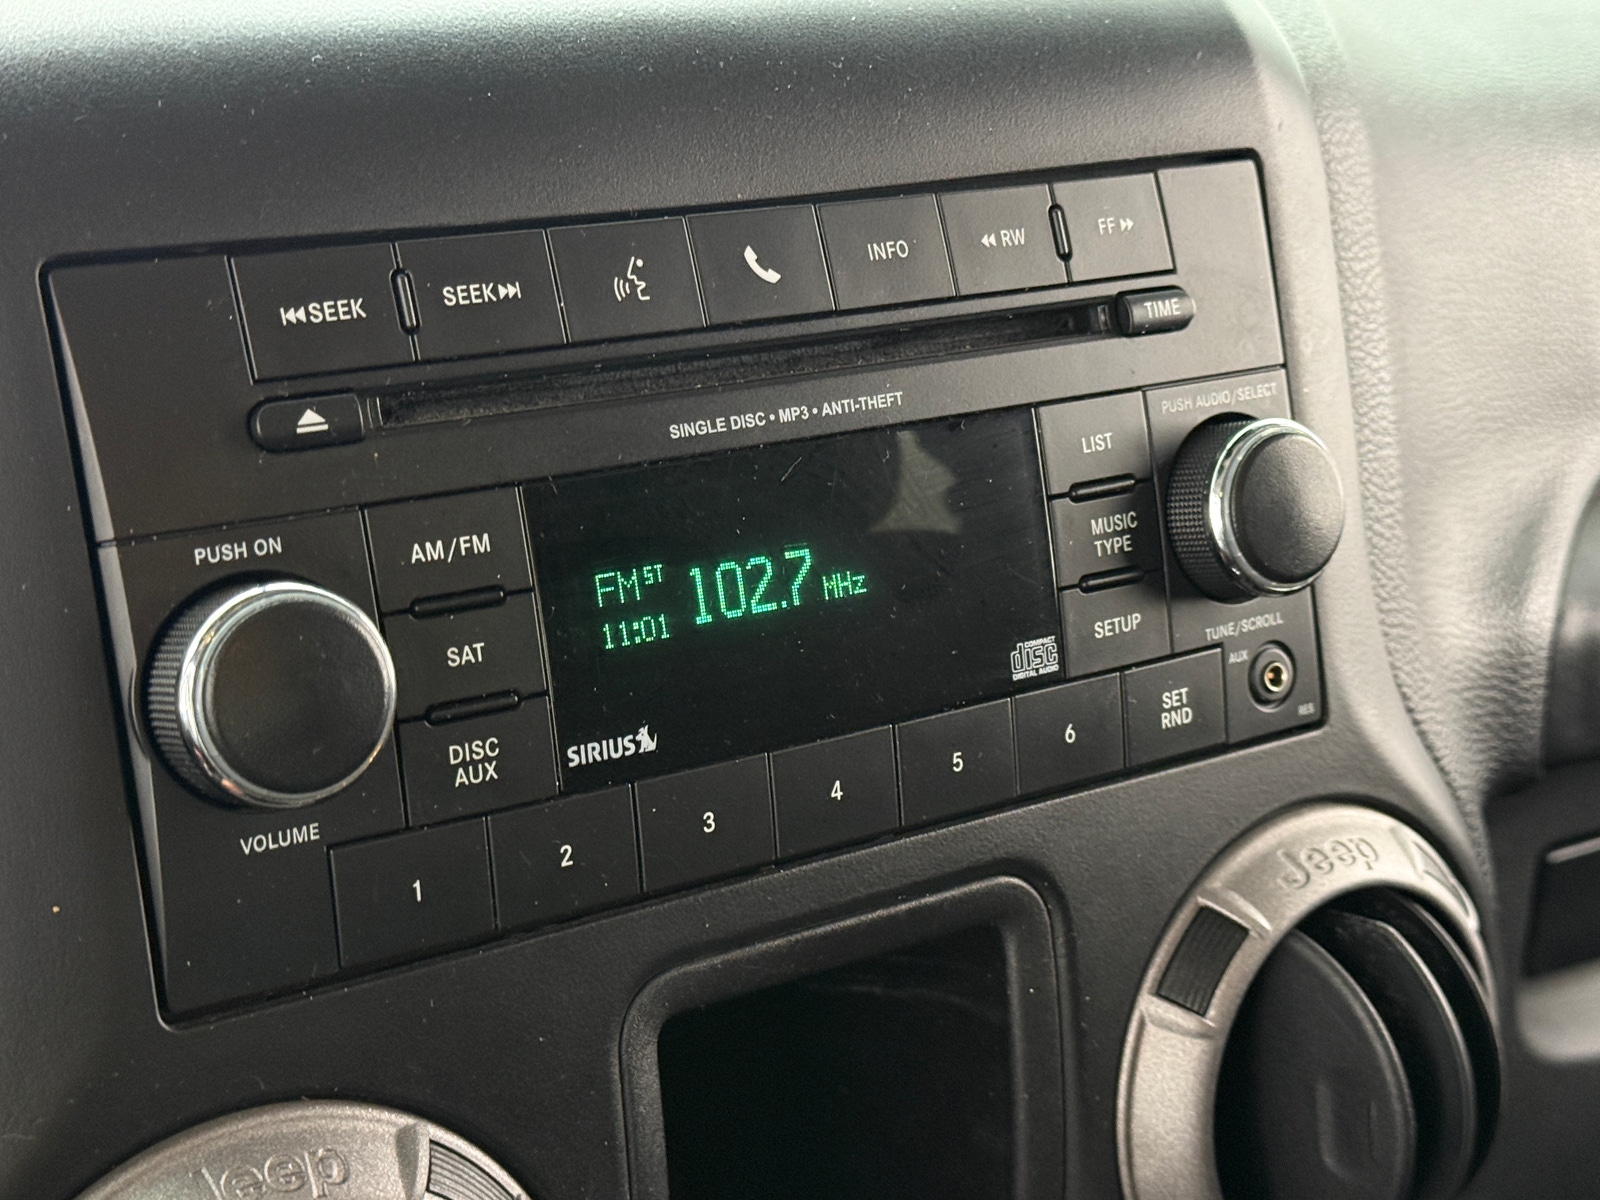 ⏮SEEK
SEEK⏭
INFO
◀◀ RW
FF ▶▶
TIME
SINGLE DISC • MP3 • ANTI-THEFT
PUSH AUDIO/SELECT
LIST
MUSIC
TYPE
SETUP
TUNE/SCROLL
AUX
PUSH ON
VOLUME
AM/FM
SAT
DISC
AUX
FM ST 102.7 MHz
11:01
COMPACT
disc
DIGITAL AUDIO
SIRIUS
1
2
3
4
5
6
SET
RND
Jeep
Jeep